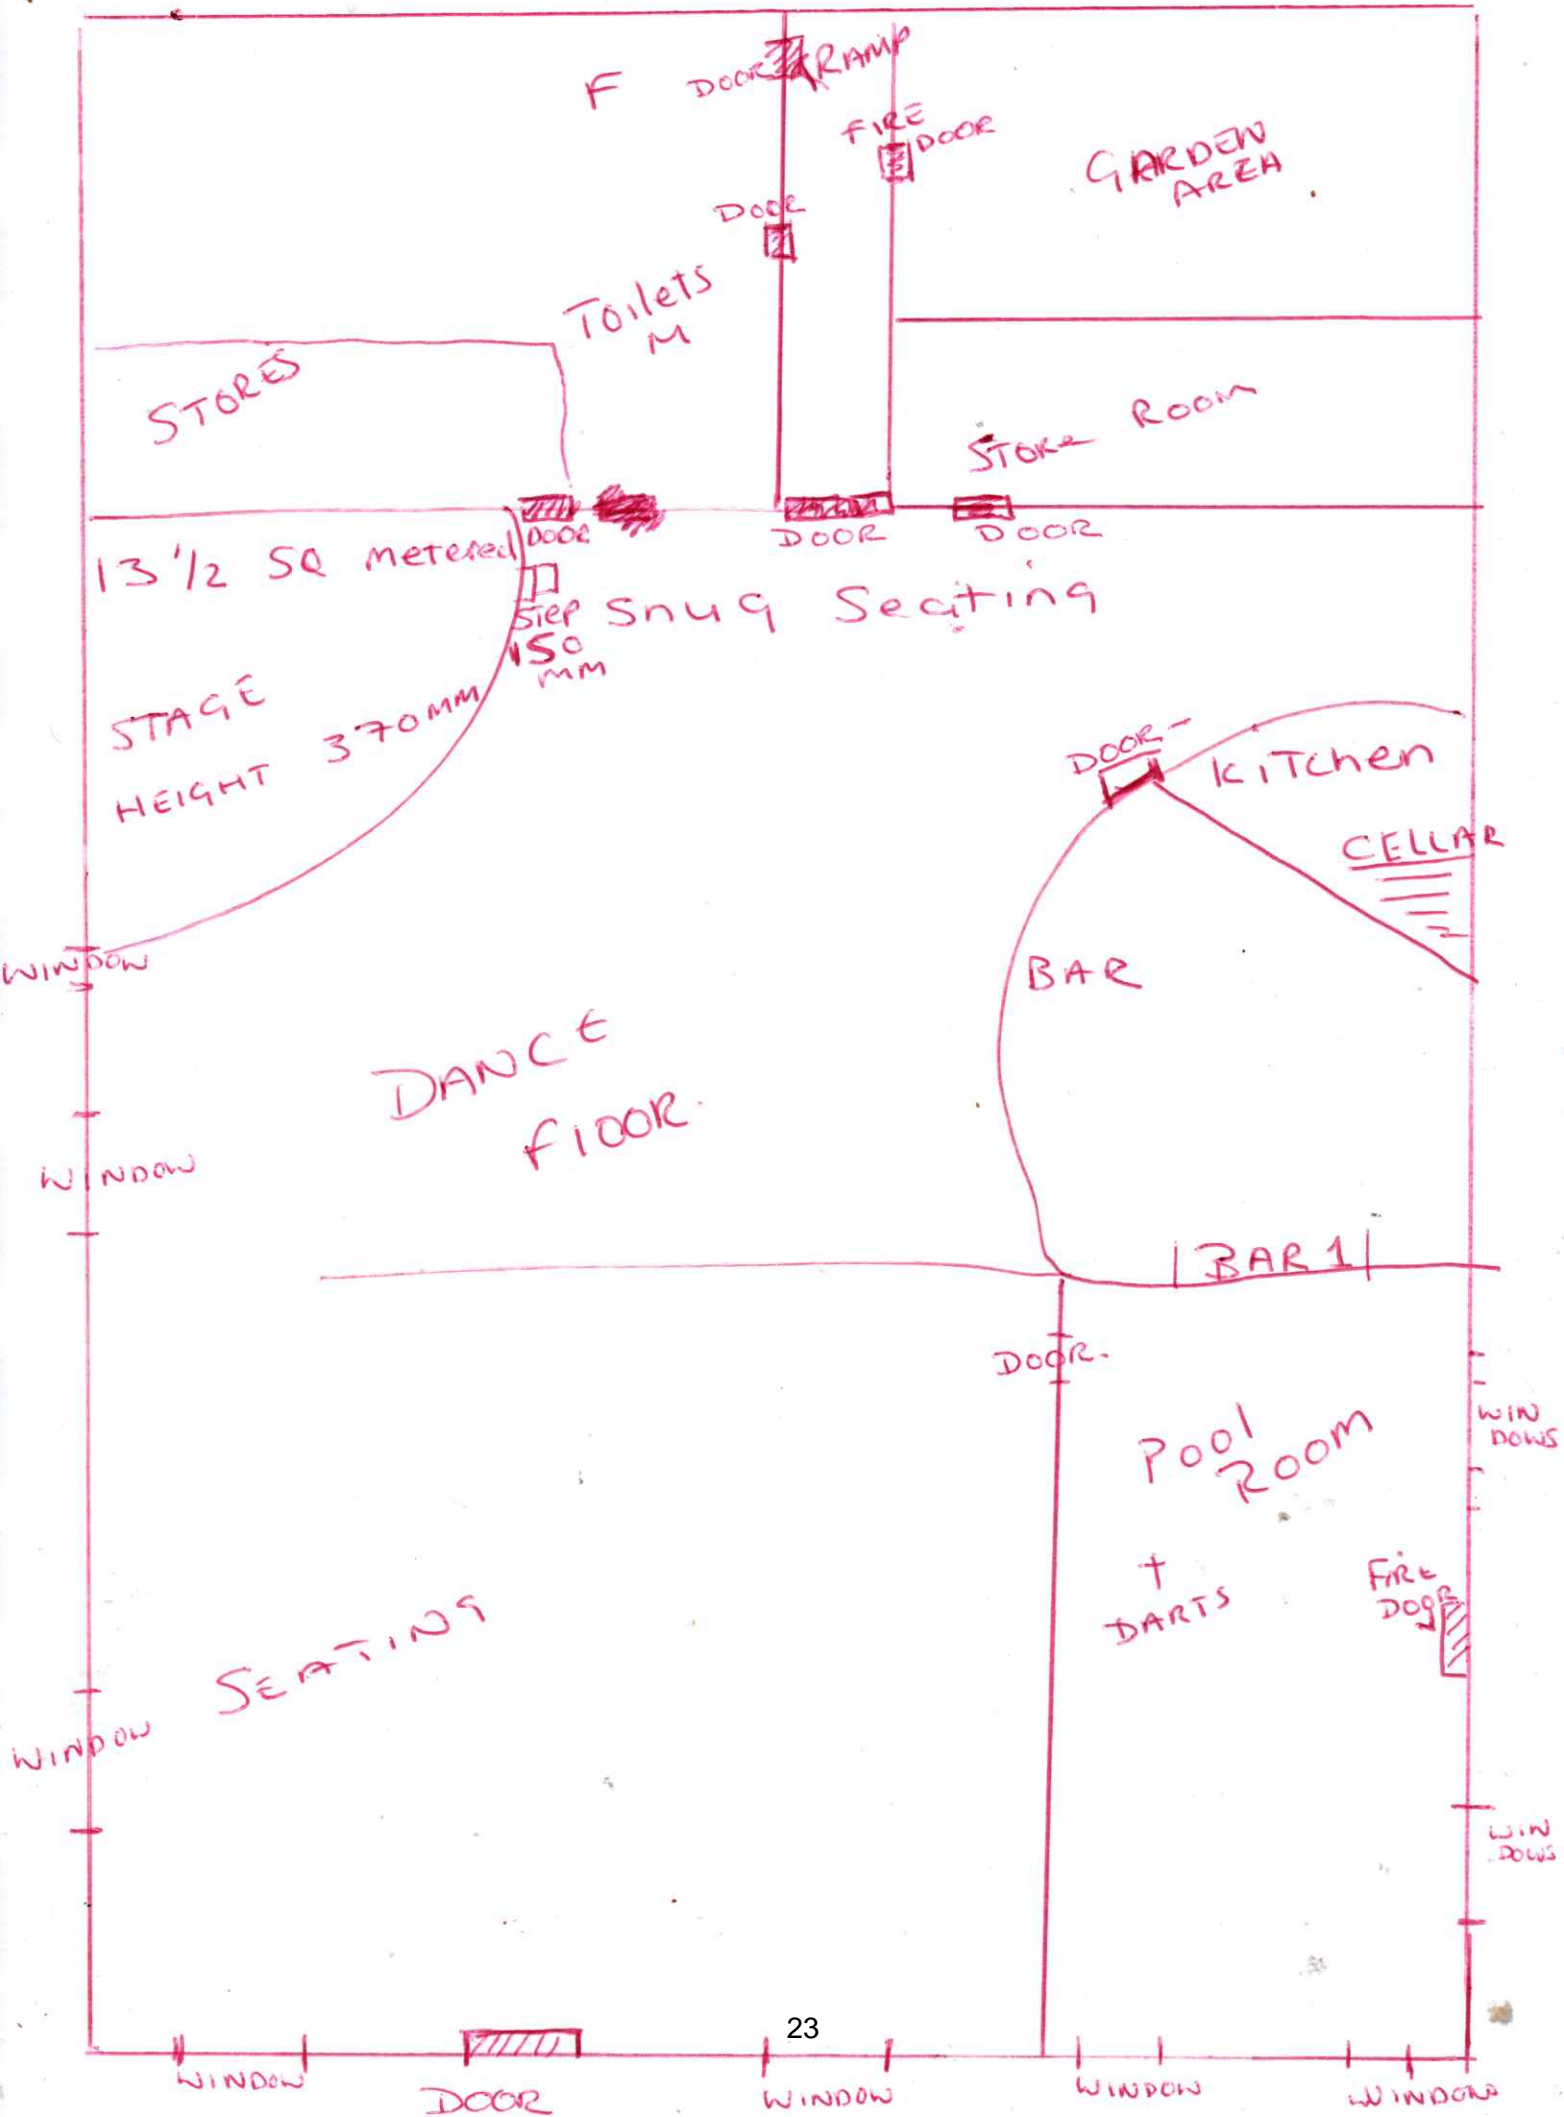 F
DOOR
RAMP
FIRE
DOOR
GARDEN
AREA
DOOR
Toilets
M
STORES
STORE ROOM
DOOR
DOOR
DOOR
13 1/2 SQ metered
Step
150
mm
Snug Seating
STAGE
HEIGHT 370MM
DOOR
KITChen
CELLAR
WINDOW
BAR
DANCE
flOOR.
WINDOW
BAR 1
DOOR.
POOl
ROOM
WIN
DOWS
+
DARTS
FIRE
DOOR
SEATING
WINDOW
WIN
DOWS
23
WINDOW
DOOR
WINDOW
WINDOW
WINDOW